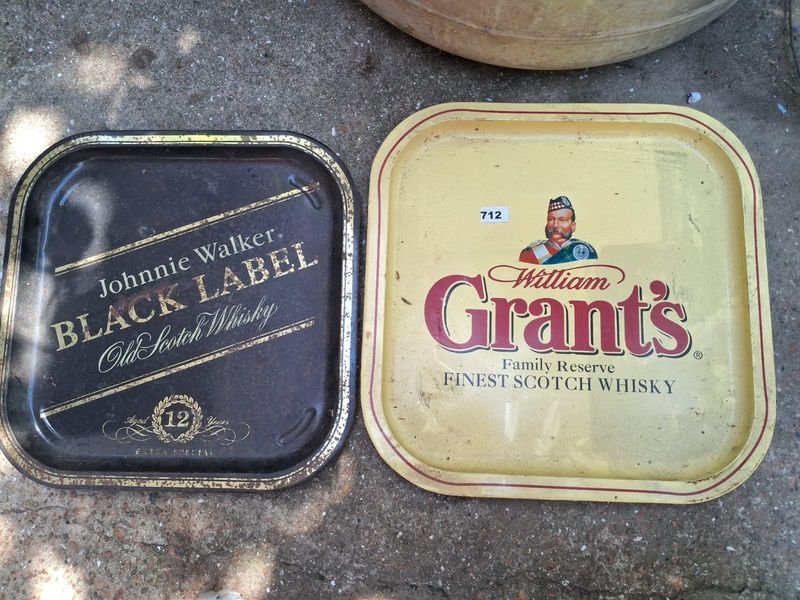 Johnnie Walker
BLACK LABEL
Old Scotch Whisky
Aged 12 Years
EXTRA SPECIAL
712
William
Grant's ®
Family Reserve
FINEST SCOTCH WHISKY